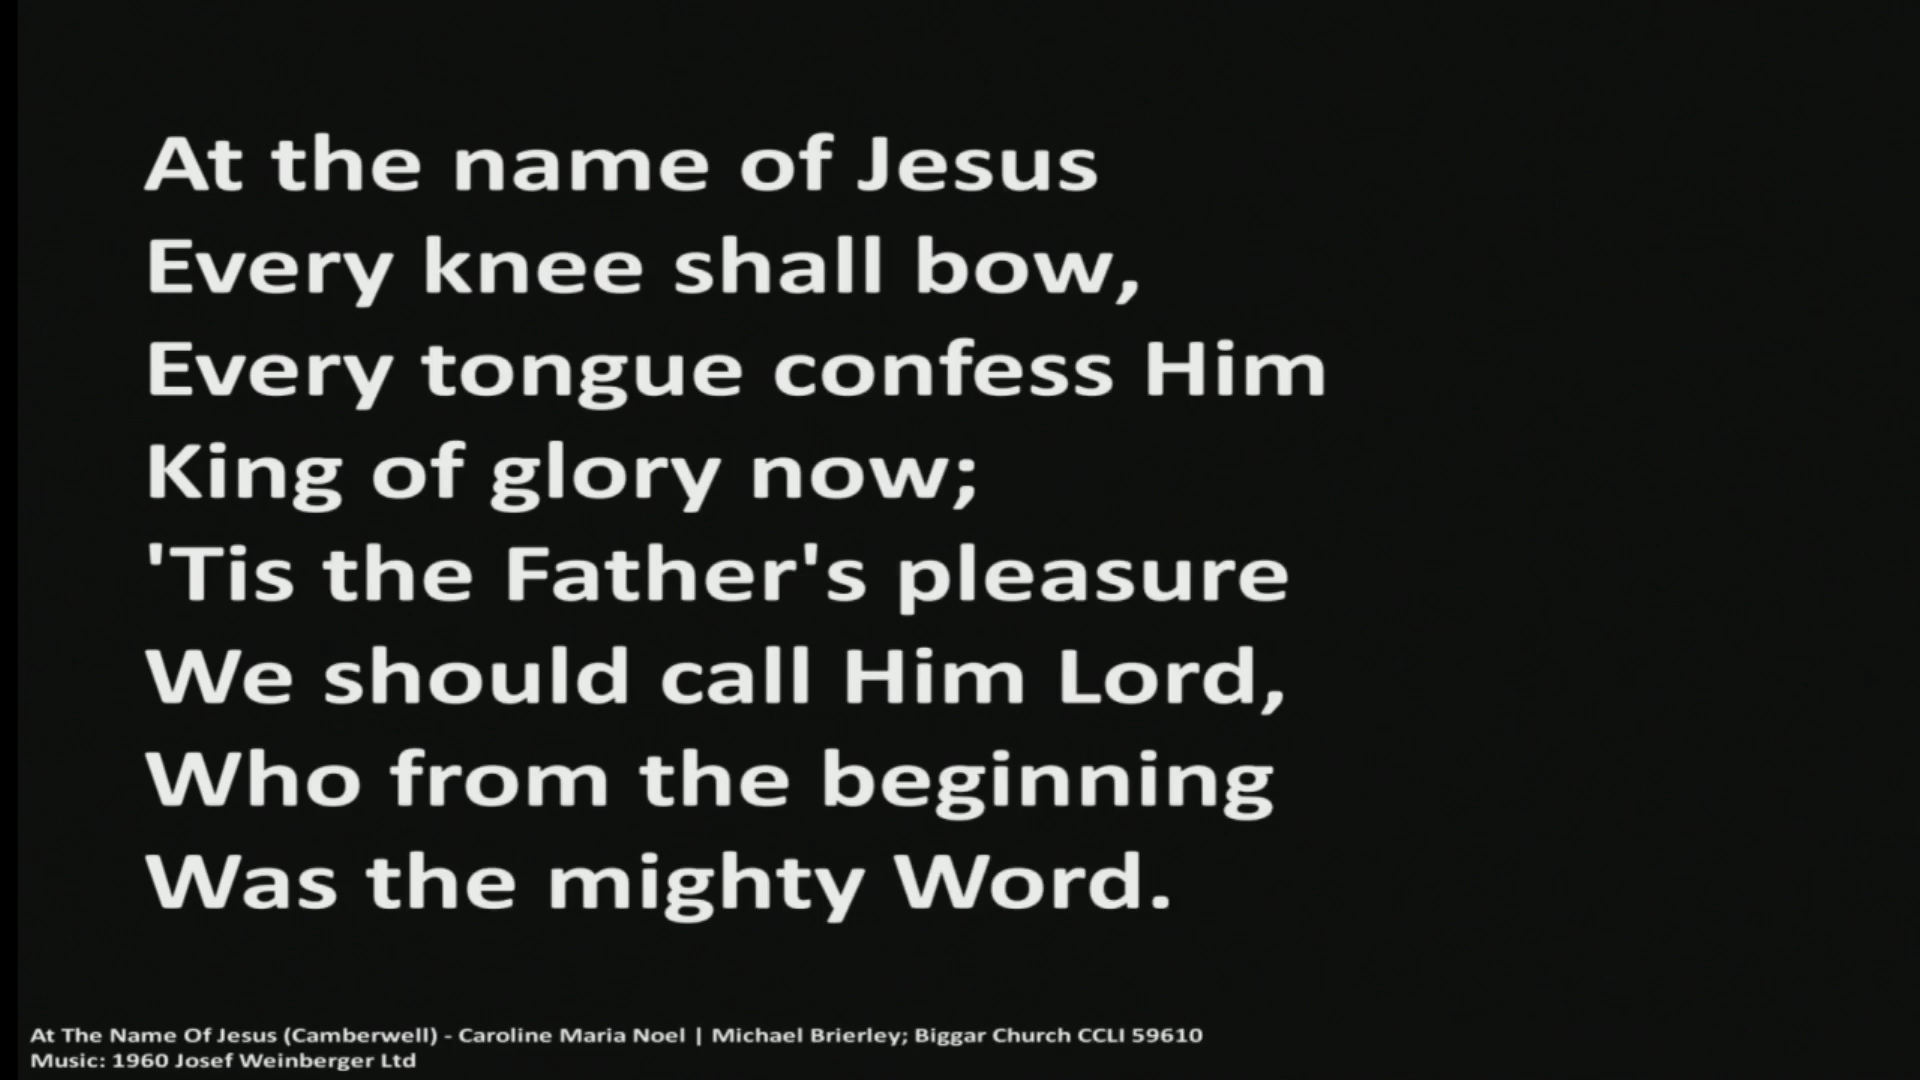 At the name of Jesus
Every knee shall bow,
Every tongue confess Him
King of glory now;
'Tis the Father's pleasure
We should call Him Lord,
Who from the beginning
Was the mighty Word.
At The Name Of Jesus (Camberwell) - Caroline Maria Noel | Michael Brierley; Biggar Church CCLI 59610
Music: 1960 Josef Weinberger Ltd